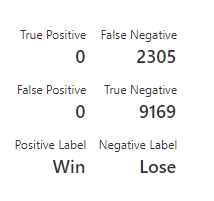 True Positive False Negative
0 2305
False Positive True Negative
0 9169
Positive Label Negative Label
Win Lose